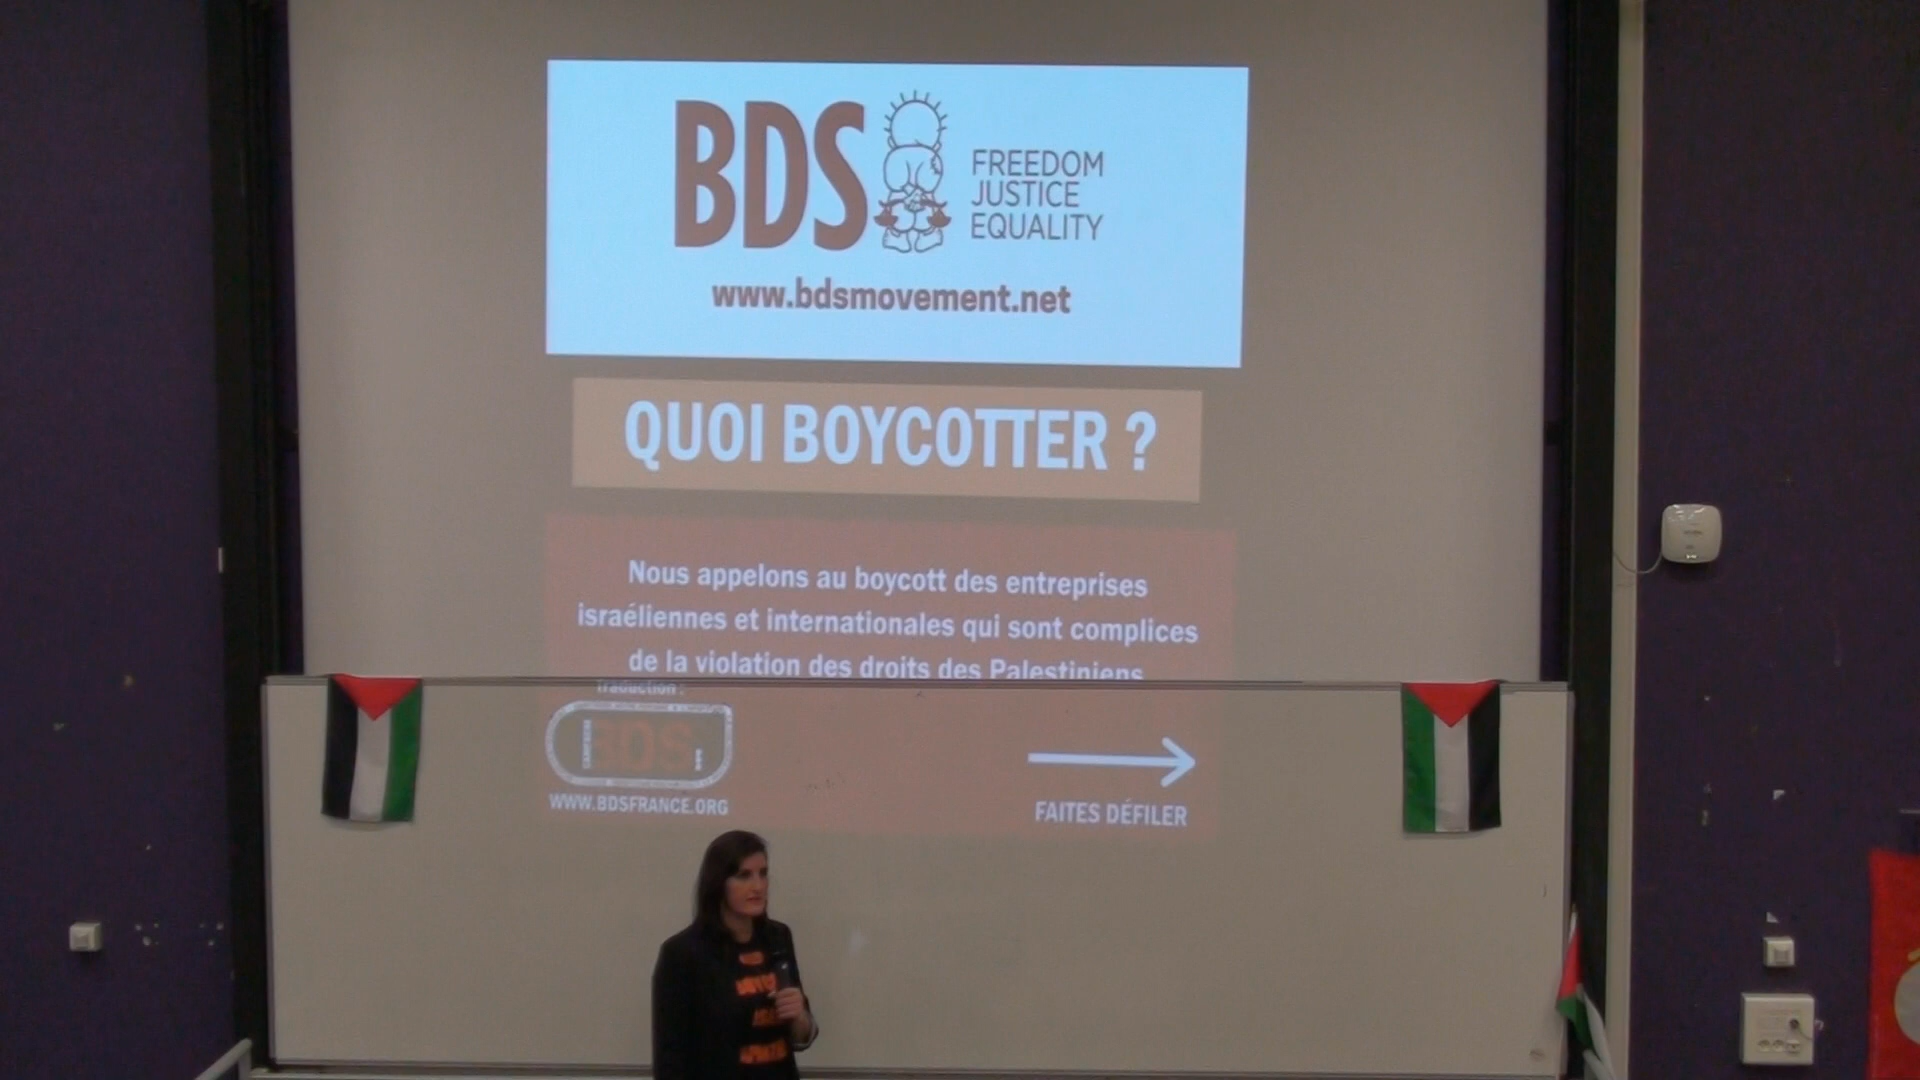 BDS
FREEDOM
JUSTICE
EQUALITY
www.bdsmovement.net
QUOI BOYCOTTER ?
Nous appelons au boycott des entreprises
israéliennes et internationales qui sont complices
de la violation des droits des Palestiniens
Traduction :
BDS
WWW.BDSFRANCE.ORG
FAITES DÉFILER